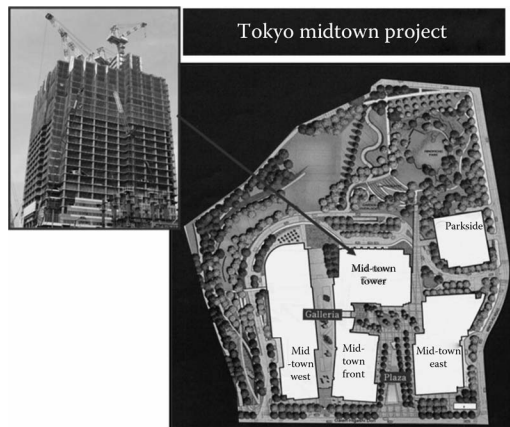 Tokyo midtown project
Parkside
Mid-town
tower
Galleria
Mid
-town
west
Mid-
town
front
Mid-town
east
Plaza